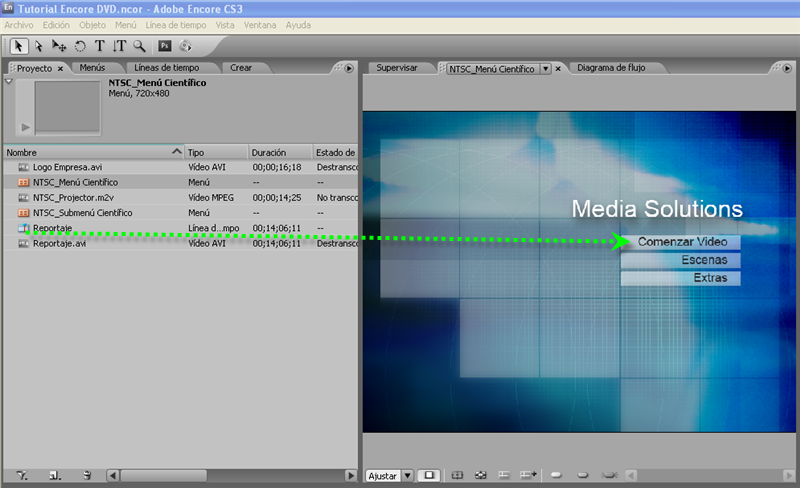 Tutorial Encore DVD.ncor - Adobe Encore CS3
Archivo Edición Objeto Menú Línea de tiempo Vista Ventana Ayuda
Proyecto x Menús Líneas de tiempo Crear
Supervisar NTSC_Menú Científico x Diagrama de flujo
NTSC_Menú Científico
Menú, 720x480
Nombre Tipo Duración Estado de
Logo Empresa.avi Vídeo AVI 00;00;16;18 Destransco
NTSC_Menú Científico Menú -- --
NTSC_Projector.m2v Vídeo MPEG 00;00;14;25 No transco
NTSC_Submenú Científico Menú -- --
Reportaje Línea d...mpo 00;14;06;11 --
Reportaje.avi Vídeo AVI 00;14;06;11 Destransco
Media Solutions
Comenzar Video
Escenas
Extras
Ajustar